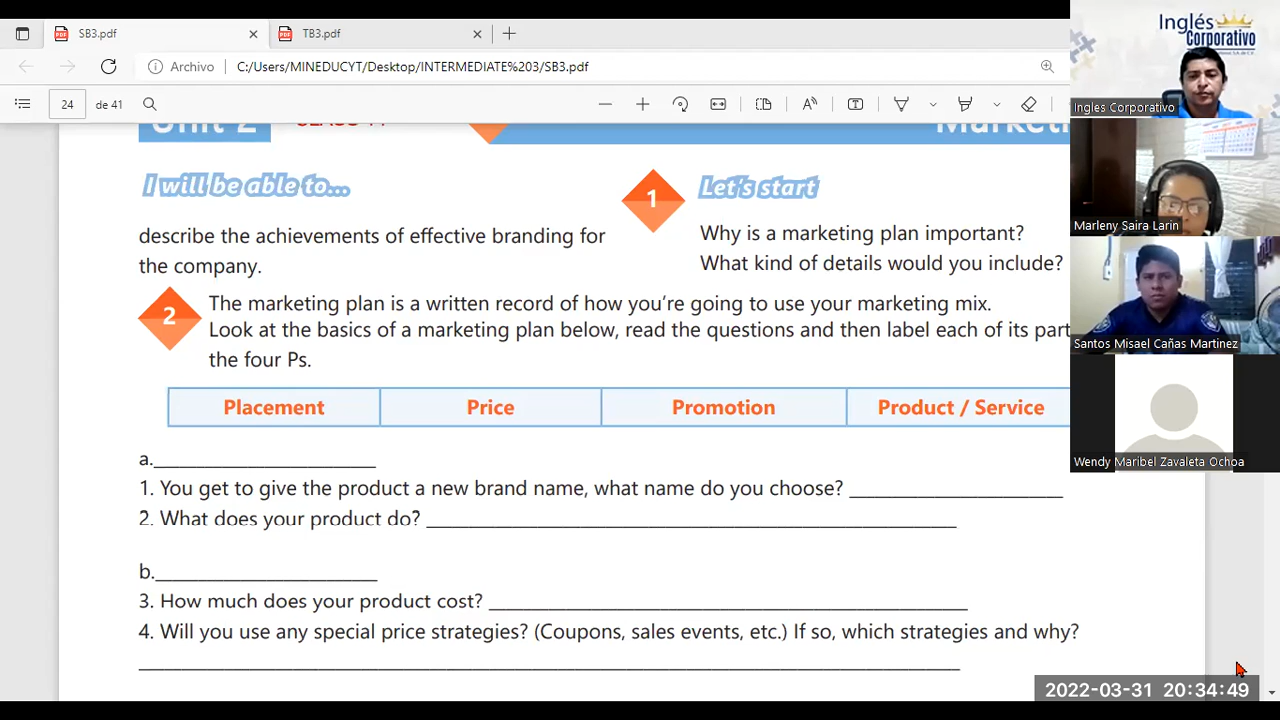 SB3.pdf
TB3.pdf
Archivo
C:/Users/MINEDUCYT/Desktop/INTERMEDIATE%203/SB3.pdf
24
de 41
Unit 2
I will be able to...
describe the achievements of effective branding for
the company.
1
Let's start
Why is a marketing plan important?
What kind of details would you include?
2
The marketing plan is a written record of how you're going to use your marketing mix.
Look at the basics of a marketing plan below, read the questions and then label each of its part
the four Ps.
Placement
Price
Promotion
Product / Service
a.______________________
1. You get to give the product a new brand name, what name do you choose? ____________________
2. What does your product do? __________________________________________________
b.______________________
3. How much does your product cost? _____________________________________________
4. Will you use any special price strategies? (Coupons, sales events, etc.) If so, which strategies and why?
______________________________________________________________________________
Inglés
Corporativo
Ingles Corporativo
Marleny Saira Larin
Santos Misael Cañas Martinez
Wendy Maribel Zavaleta Ochoa
2022-03-31 20:34:49